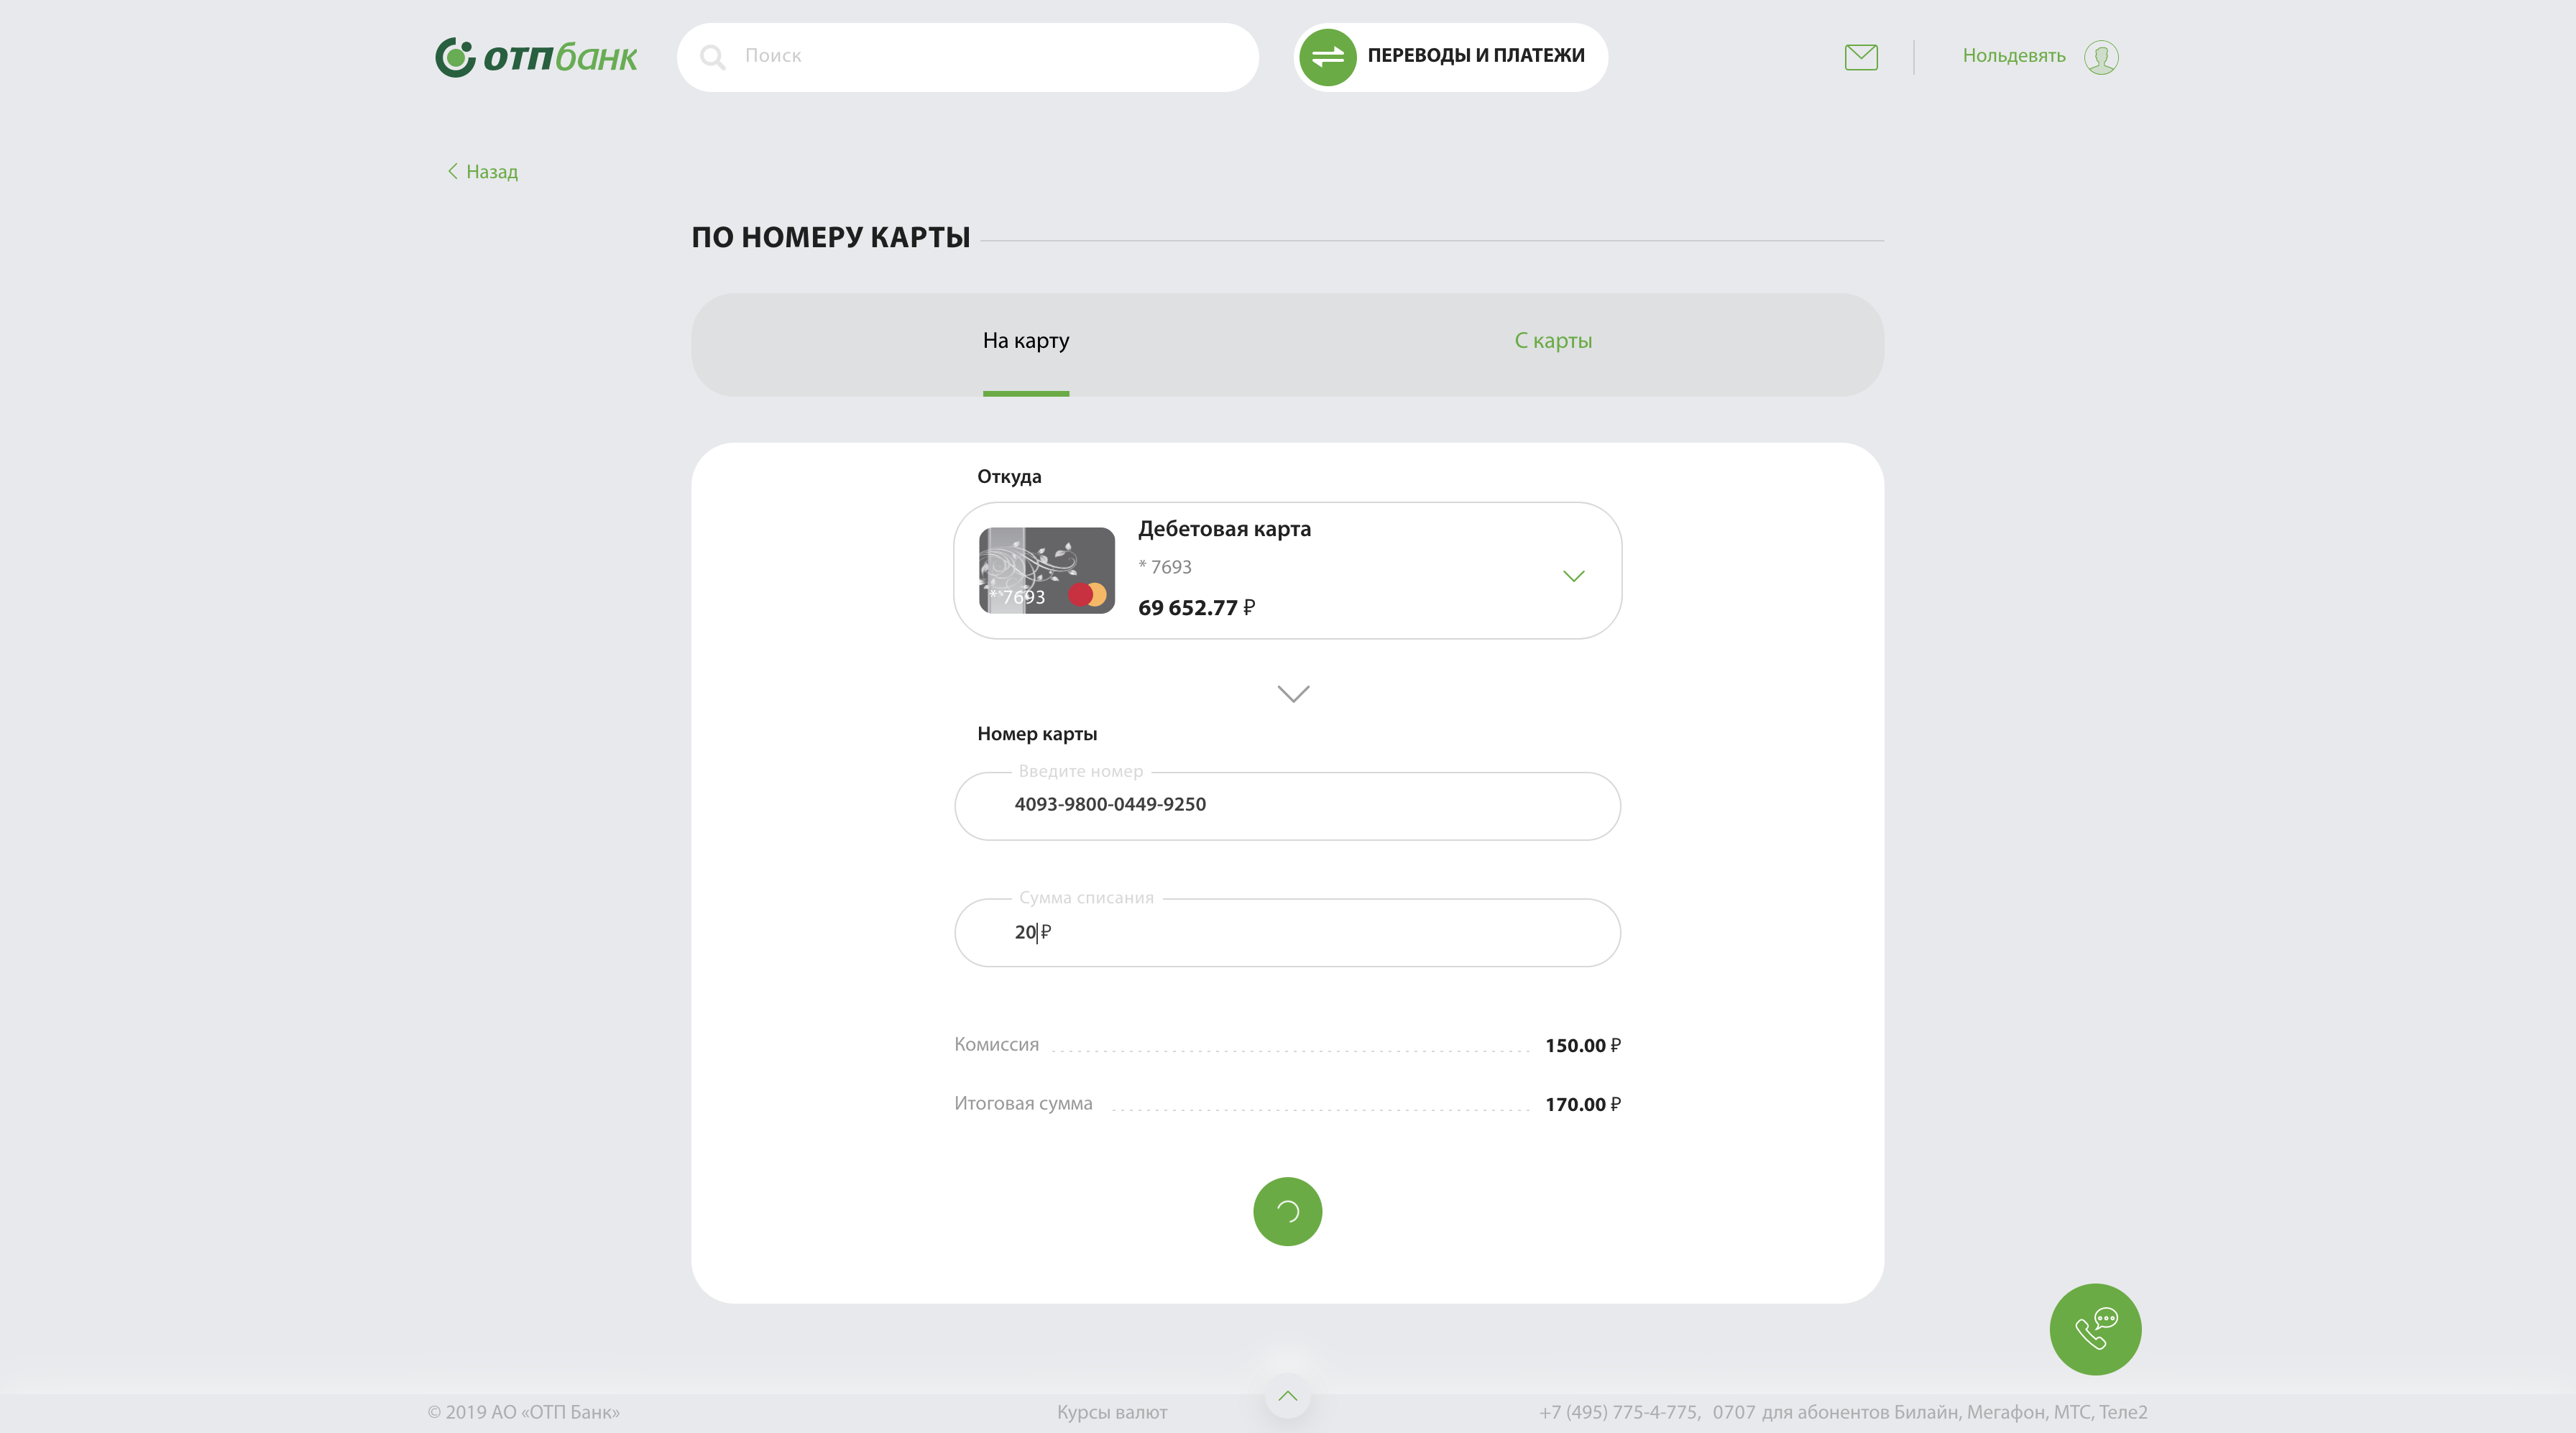 ОТПбанк
Поиск
ПЕРЕВОДЫ И ПЛАТЕЖИ
Нольдевять
Назад
ПО НОМЕРУ КАРТЫ
На карту
С карты
Откуда
Дебетовая карта
* 7693
** 7693
69 652.77 ₽
Номер карты
Введите номер
4093-9800-0449-9250
Сумма списания
20 ₽
Комиссия 150.00 ₽
Итоговая сумма 170.00 ₽
© 2019 АО «ОТП Банк»
Курсы валют
+7 (495) 775-4-775, 0707 для абонентов Билайн, Мегафон, МТС, Теле2